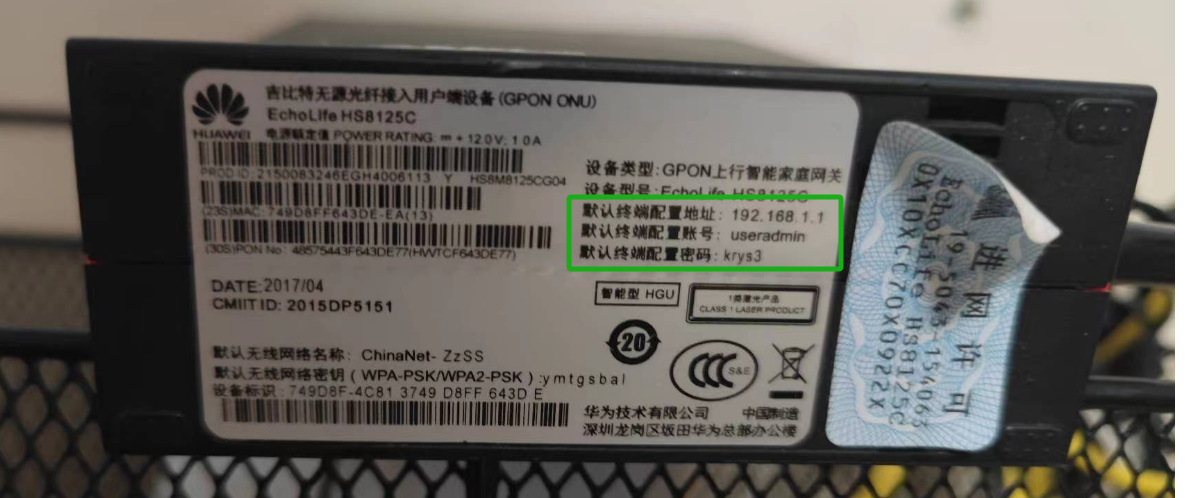 吉比特无源光纤接入用户端设备(GPON ONU)
EchoLife HS8125C
HUAWEI
电源额定值 POWER RATING: ⎓ + 12.0V; 1.0A
PROD ID: 2150083246EGH4006113 Y HS8M8125CG04
(23S)MAC: 749D8FF643DE-EA(13)
(30S)PON No 48575443F643DE77(HWTCF643DE77)
设备类型:GPON上行智能家庭网关
设备型号:EchoLife HS8125C
默认终端配置地址: 192.168.1.1
默认终端配置账号: useradmin
默认终端配置密码: krys3
DATE:2017/04
CMIIT ID: 2015DP5151
智能型 HGU
1类激光产品
CLASS 1 LASER PRODUCT
20
CCC S&E
默认无线网络名称: ChinaNet- ZzSS
默认无线网络密钥 ( WPA-PSK/WPA2-PSK ) :ymtgsbal
设备标识 : 749D8F-4C81 3749 D8FF 643D E
华为技术有限公司 中国制造
深圳龙岗区坂田华为总部办公楼
进网许可
19-5063-154063
EchoLife HS8125C
0X10XCC70X0922X